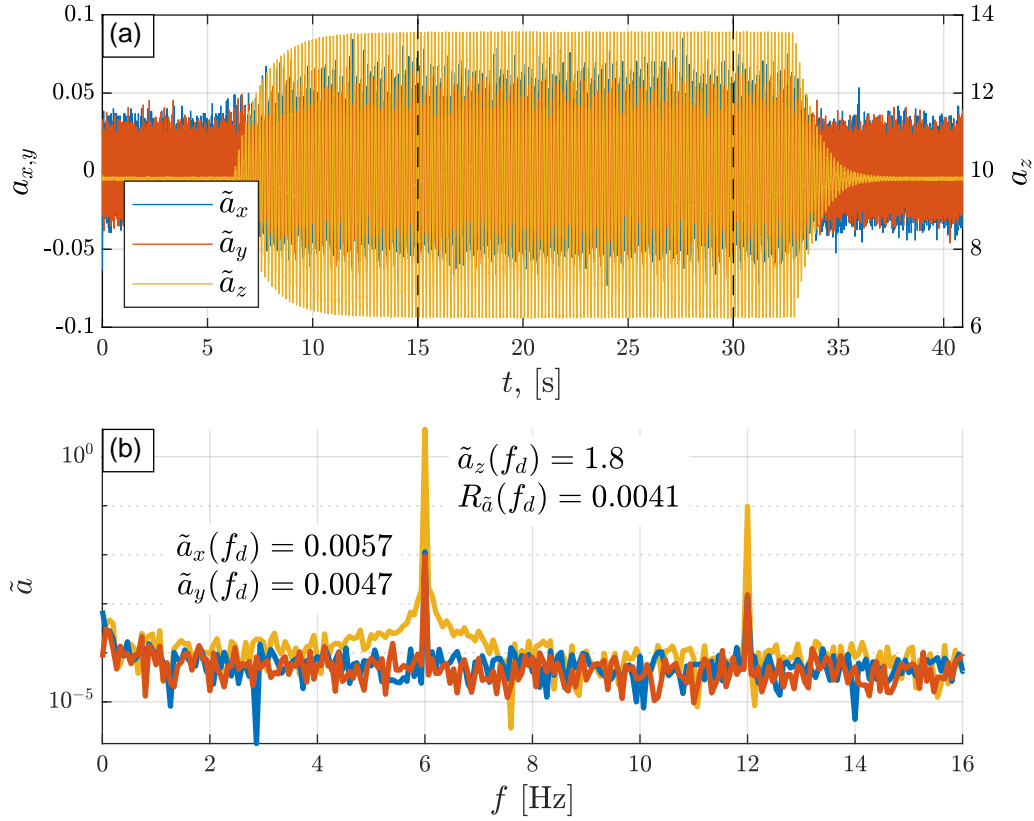 (a)
0.1
0.05
0
-0.05
-0.1
a_{x,y}
14
12
10
8
6
a_z
ã_x
ã_y
ã_z
0 5 10 15 20 25 30 35 40
t, [s]
(b)
10^0
10^{-5}
ã
ã_z(f_d) = 1.8
R_ã(f_d) = 0.0041
ã_x(f_d) = 0.0057
ã_y(f_d) = 0.0047
0 2 4 6 8 10 12 14 16
f [Hz]